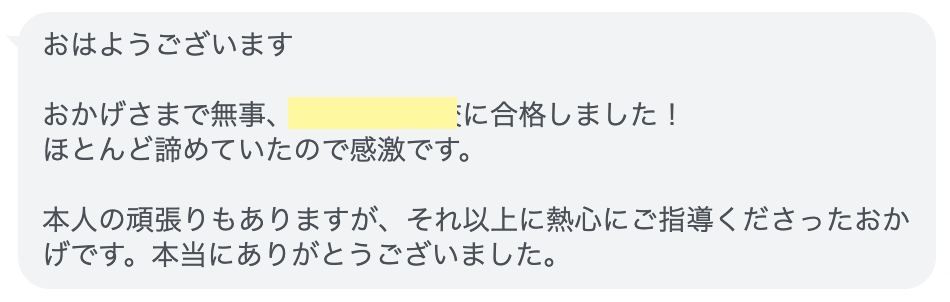 おはようございます
おかげさまで無事、に合格しました！
ほとんど諦めていたので感激です。
本人の頑張りもありますが、それ以上に熱心にご指導くださったおか
げです。本当にありがとうございました。